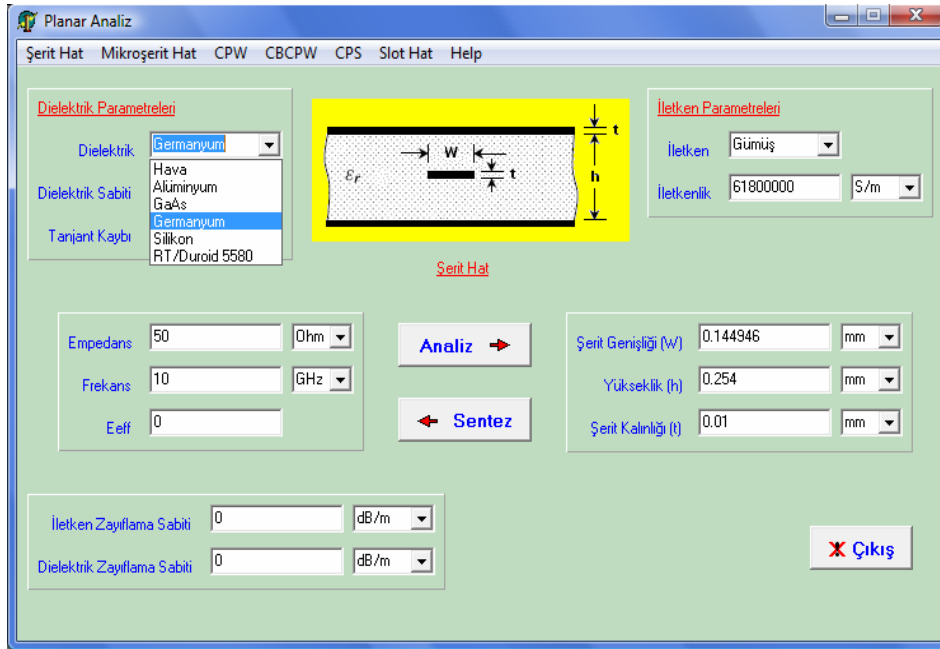 Planar Analiz
Şerit Hat Mikroşerit Hat CPW CBCPW CPS Slot Hat Help
Dielektrik Parametreleri
Dielektrik Germanyum
Hava
Alüminyum
GaAs
Germanyum
Silikon
RT/Duroid 5580
Dielektrik Sabiti
Tanjant Kaybı
εr
W
t
t
h
Şerit Hat
İletken Parametreleri
İletken Gümüş
İletkenlik 61800000 S/m
Empedans 50 Ohm
Frekans 10 GHz
Eeff 0
Analiz
Sentez
Şerit Genişliği (W) 0.144946 mm
Yükseklik (h) 0.254 mm
Şerit Kalınlığı (t) 0.01 mm
İletken Zayıflama Sabiti 0 dB/m
Dielektrik Zayıflama Sabiti 0 dB/m
Çıkış